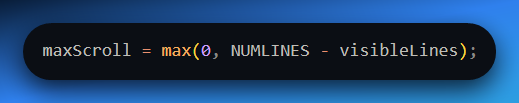 maxScroll = max(0, NUMLINES - visibleLines);